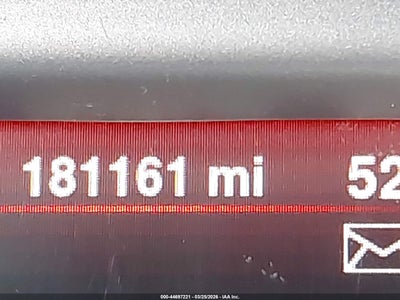 181161 mi 52
000-44697221 - 03/25/2026 - IAA Inc.